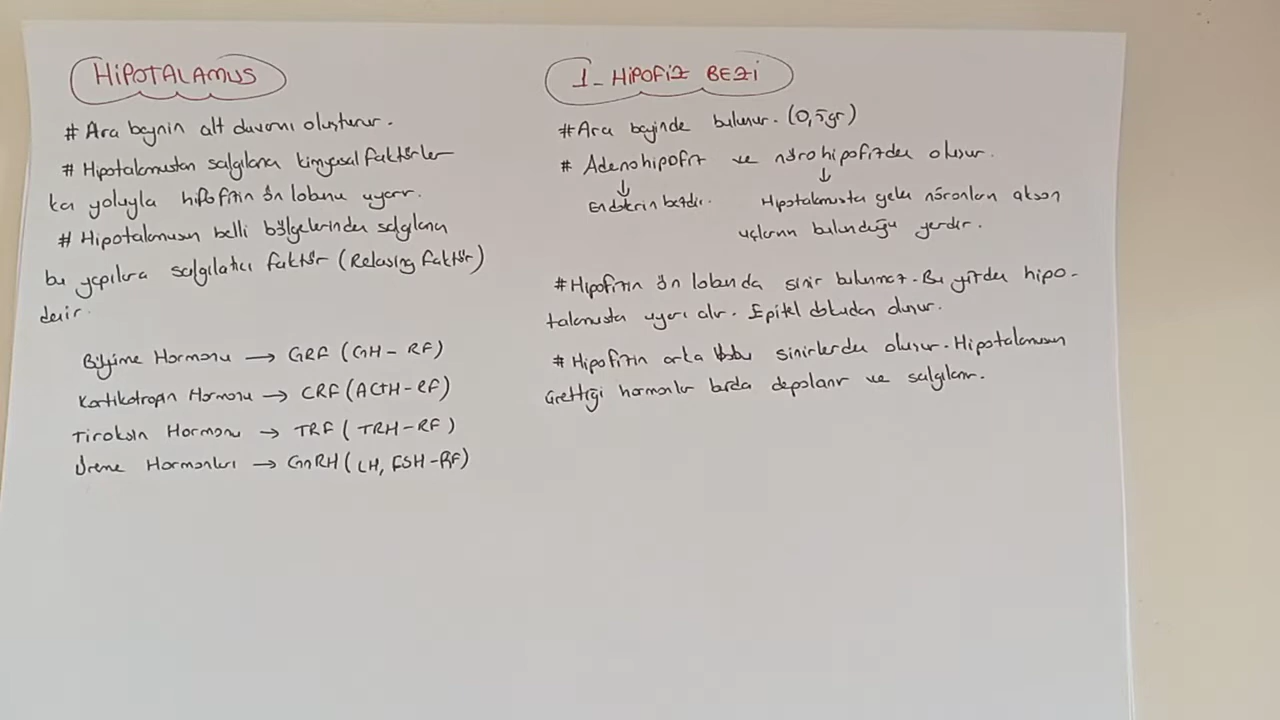 HİPOTALAMUS
# Ara beynin alt duvarını oluşturur.
# Hipotalamustan salgılanan kimyasal faktörler
kan yoluyla hipofizin ön lobunu uyarır.
# Hipotalamusun belli bölgelerinden salgılanan
bu yapılara salgılatıcı faktör (Relasing faktör)
denir.
Büyüme Hormonu → GRF (GH-RF)
Kortikotropin Hormonu → CRF (ACTH-RF)
Tiroksin Hormonu → TRF (TRH-RF)
Üreme Hormonları → GnRH (LH, FSH-RF)
1- HİPOFİZ BEZİ
# Ara beyinde bulunur. (0,5gr)
# Adenohipofiz ve nörohipofizden oluşur.
↓ ↓
Endokrin bezdir. Hipotalamustan gelen nöronların akson
uçlarının bulunduğu yerdir.
# Hipofizin ön lobunda sinir bulunmaz. Bu yüzden hipo-
talamustan uyarı alır. Epitel dokudan oluşur.
# Hipofizin arka lobu sinirlerden oluşur. Hipotalamusun
ürettiği hormonlar burda depolanır ve salgılanır.